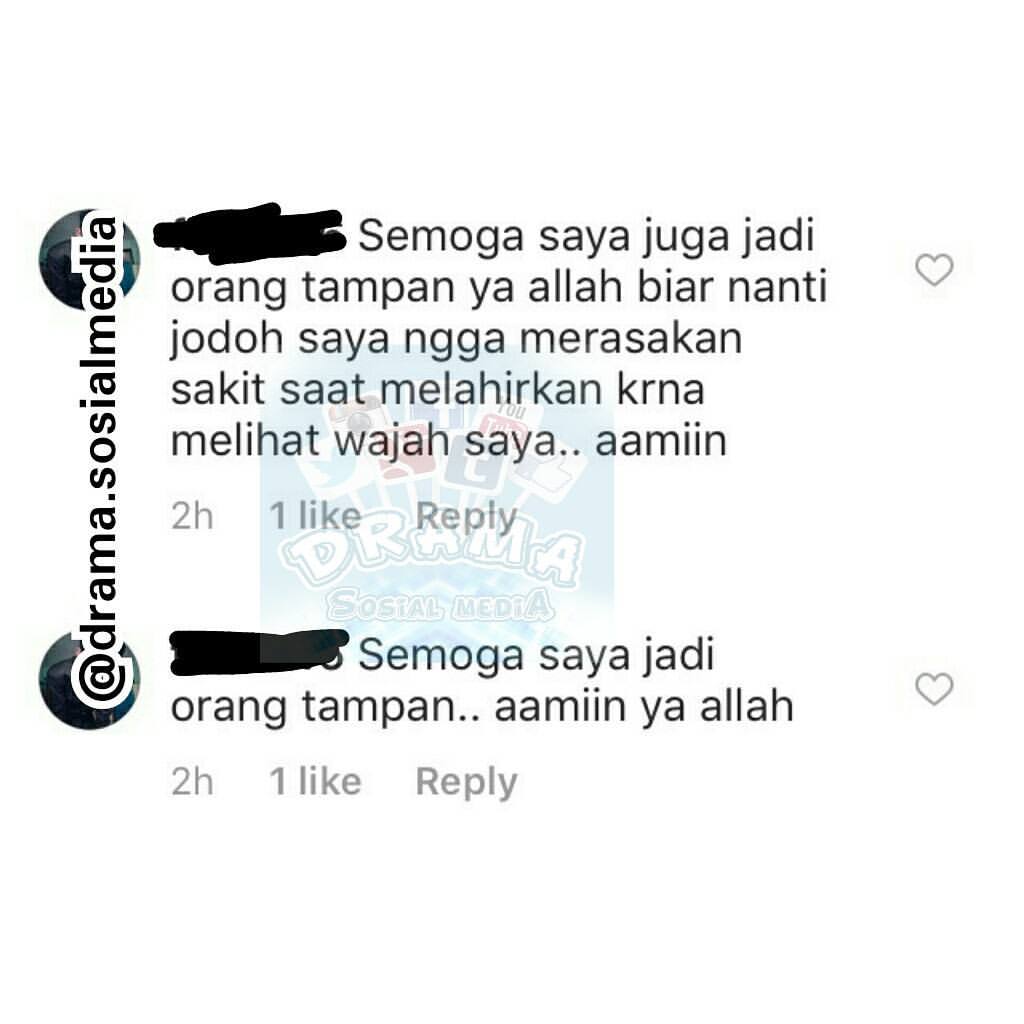 Semoga saya juga jadi
orang tampan ya allah biar nanti
jodoh saya ngga merasakan
sakit saat melahirkan krna
melihat wajah saya.. aamiin
2h 1 like Reply
DRAMA
SOSIAL MEDIA
Semoga saya jadi
orang tampan.. aamiin ya allah
2h 1 like Reply
@drama.sosialmedia
YOU